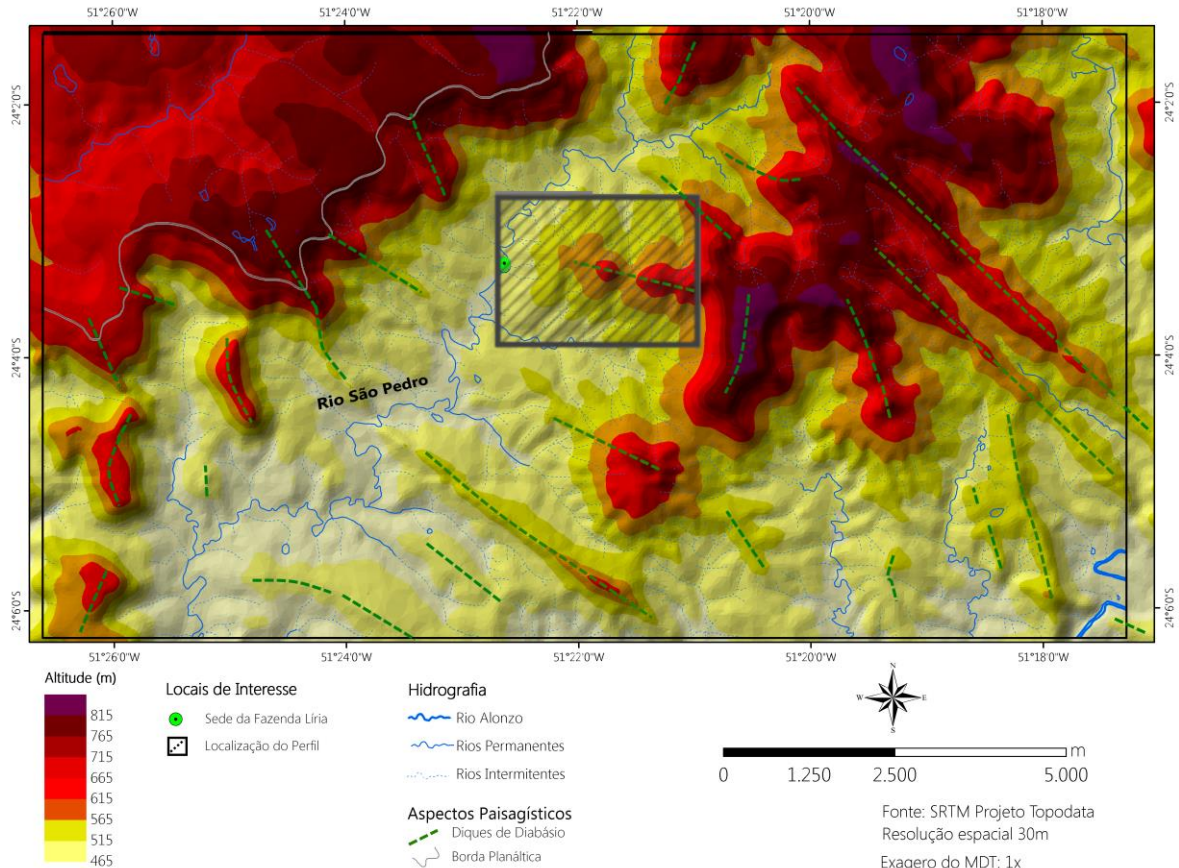 51°26'0"W 51°24'0"W 51°22'0"W 51°20'0"W 51°18'0"W
24°2'0"S 24°2'0"S
24°4'0"S 24°4'0"S
Rio São Pedro
24°6'0"S 24°6'0"S
51°26'0"W 51°24'0"W 51°22'0"W 51°20'0"W 51°18'0"W
Altitude (m)
815
765
715
665
615
565
515
465
Locais de Interesse
Sede da Fazenda Líria
Localização do Perfil
Hidrografia
Rio Alonzo
Rios Permanentes
Rios Intermitentes
Aspectos Paisagísticos
Diques de Diabásio
Borda Planáltica
N
W E
S
m
0 1.250 2.500 5.000
Fonte: SRTM Projeto Topodata
Resolução espacial 30m
Exagero do MDT: 1x